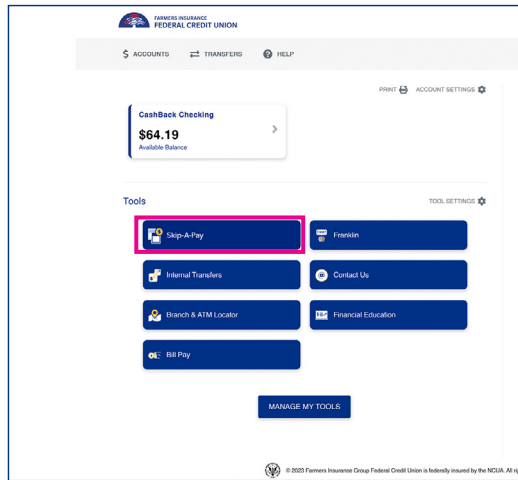 FARMERS INSURANCE
FEDERAL CREDIT UNION
$ ACCOUNTS TRANSFERS ? HELP
PRINT ACCOUNT SETTINGS
CashBack Checking
$64.19
Available Balance
Tools TOOL SETTINGS
Skip-A-Pay Franklin
Internal Transfers Contact Us
Branch & ATM Locator Financial Education
Bill Pay
MANAGE MY TOOLS
© 2023 Farmers Insurance Group Federal Credit Union is federally insured by the NCUA. All